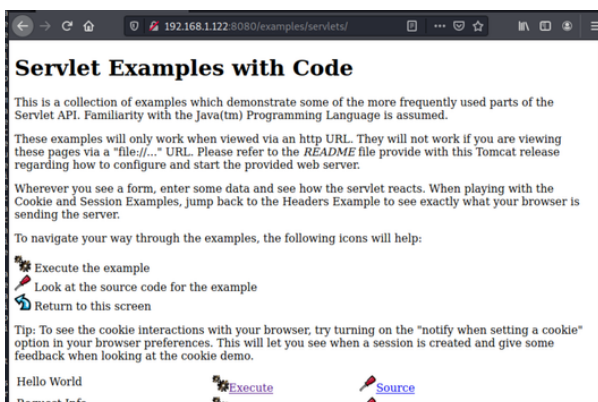 192.168.1.122:8080/examples/servlets/
Servlet Examples with Code
This is a collection of examples which demonstrate some of the more frequently used parts of the
Servlet API. Familiarity with the Java(tm) Programming Language is assumed.
These examples will only work when viewed via an http URL. They will not work if you are viewing
these pages via a "file://..." URL. Please refer to the README file provide with this Tomcat release
regarding how to configure and start the provided web server.
Wherever you see a form, enter some data and see how the servlet reacts. When playing with the
Cookie and Session Examples, jump back to the Headers Example to see exactly what your browser is
sending the server.
To navigate your way through the examples, the following icons will help:
Execute the example
Look at the source code for the example
Return to this screen
Tip: To see the cookie interactions with your browser, try turning on the "notify when setting a cookie"
option in your browser preferences. This will let you see when a session is created and give some
feedback when looking at the cookie demo.
Hello World Execute Source